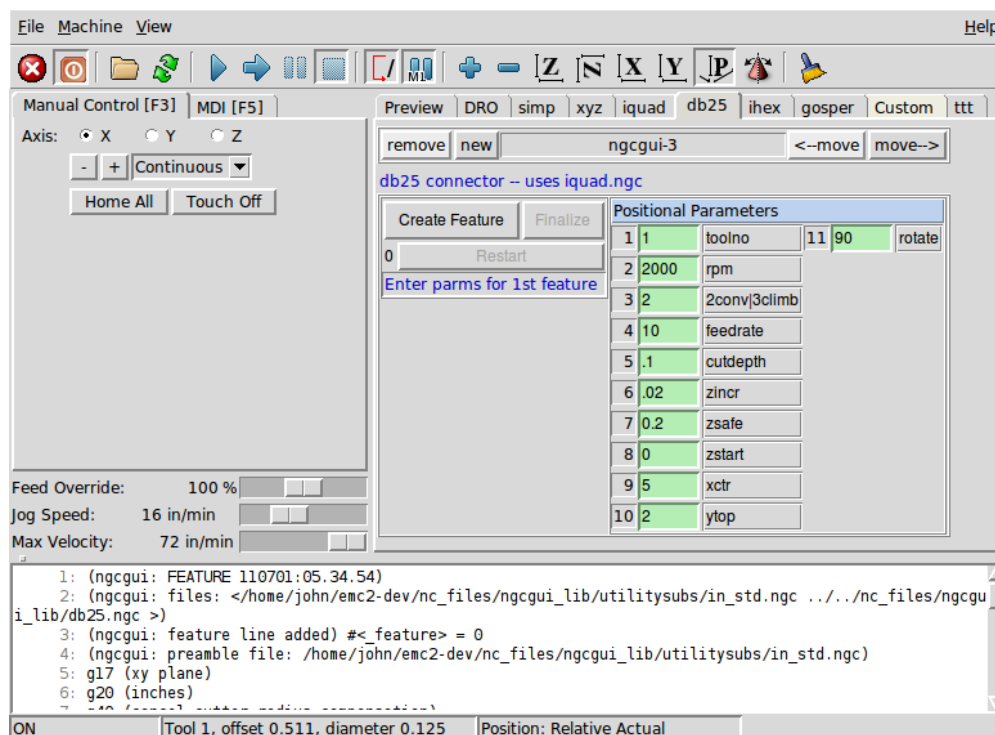 File Machine View Help
Z N X Y P
M1
Manual Control [F3] MDI [F5]
Preview DRO simp xyz iquad db25 ihex gosper Custom ttt
Axis: X Y Z
- + Continuous
Home All Touch Off
remove new ngcgui-3 <--move move-->
db25 connector -- uses iquad.ngc
Create Feature Finalize
0 Restart
Enter parms for 1st feature
Positional Parameters
1 1 toolno 11 90 rotate
2 2000 rpm
3 2 2conv|3climb
4 10 feedrate
5 .1 cutdepth
6 .02 zincr
7 0.2 zsafe
8 0 zstart
9 5 xctr
10 2 ytop
Feed Override: 100 %
Jog Speed: 16 in/min
Max Velocity: 72 in/min
1: (ngcgui: FEATURE 110701:05.34.54)
2: (ngcgui: files: </home/john/emc2-dev/nc_files/ngcgui_lib/utilitysubs/in_std.ngc ../../nc_files/ngcgu
i_lib/db25.ngc >)
3: (ngcgui: feature line added) #<_feature> = 0
4: (ngcgui: preamble file: /home/john/emc2-dev/nc_files/ngcgui_lib/utilitysubs/in_std.ngc)
5: g17 (xy plane)
6: g20 (inches)
ON Tool 1, offset 0.511, diameter 0.125 Position: Relative Actual